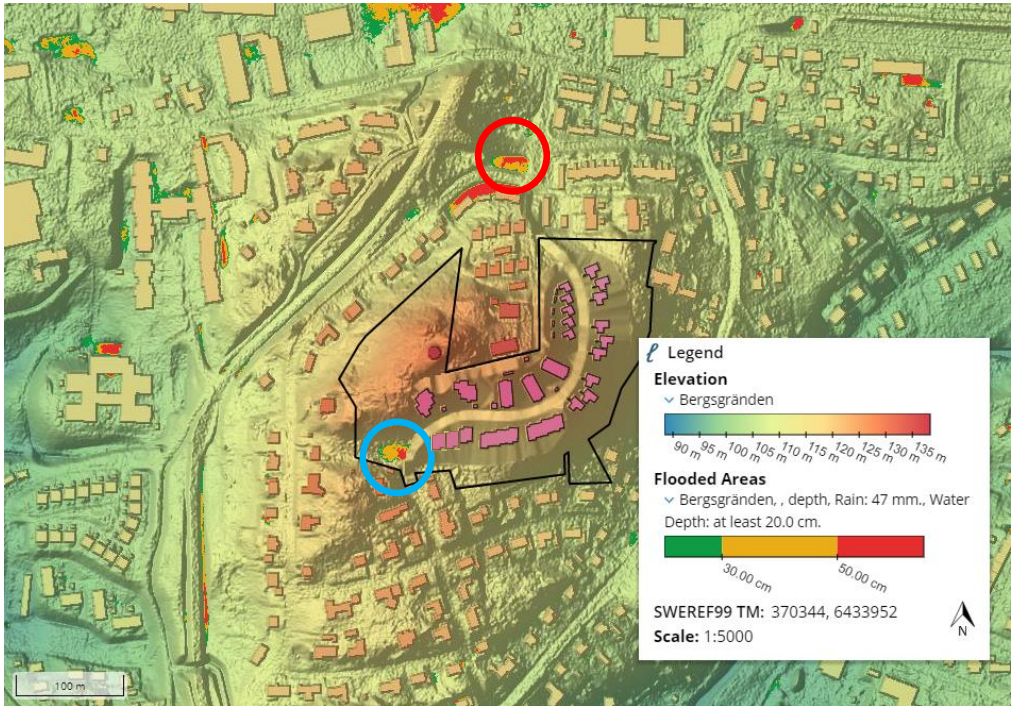 Legend
Elevation
Bergsgränden
90 m 95 m 100 m 105 m 110 m 115 m 120 m 125 m 130 m 135 m
Flooded Areas
Bergsgränden, , depth, Rain: 47 mm., Water
Depth: at least 20.0 cm.
30.00 cm 50.00 cm
SWEREF99 TM: 370344, 6433952
Scale: 1:5000
N
100 m